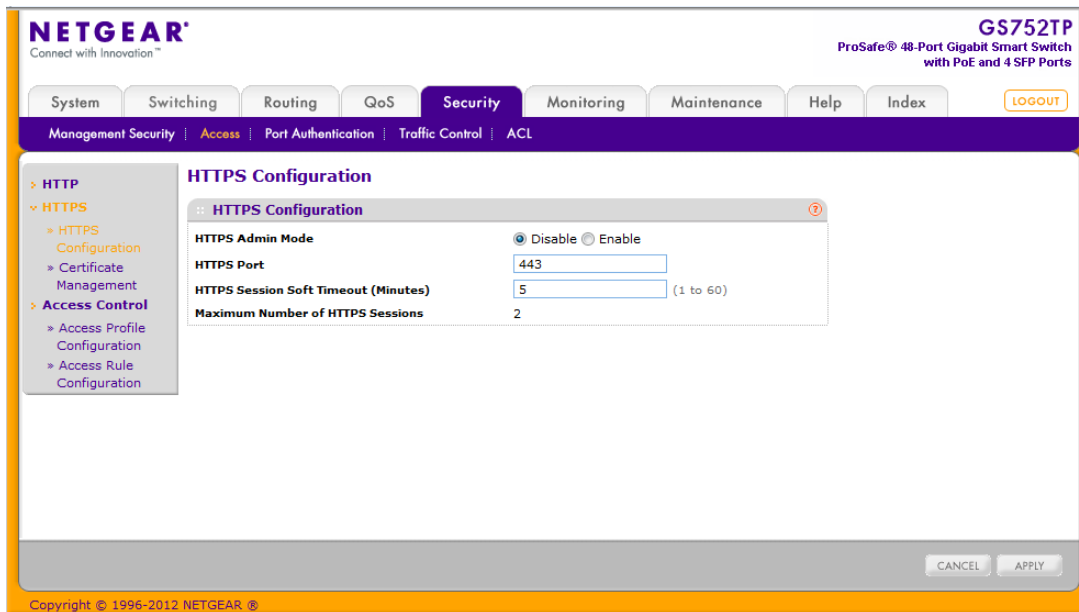 NETGEAR®
Connect with Innovation™
GS752TP
ProSafe® 48-Port Gigabit Smart Switch
with PoE and 4 SFP Ports
System Switching Routing QoS Security Monitoring Maintenance Help Index LOGOUT
Management Security Access Port Authentication Traffic Control ACL
HTTP
HTTPS
» HTTPS
Configuration
» Certificate
Management
Access Control
» Access Profile
Configuration
» Access Rule
Configuration
HTTPS Configuration
HTTPS Configuration ?
HTTPS Admin Mode Disable Enable
HTTPS Port 443
HTTPS Session Soft Timeout (Minutes) 5 (1 to 60)
Maximum Number of HTTPS Sessions 2
CANCEL APPLY
Copyright © 1996-2012 NETGEAR ®